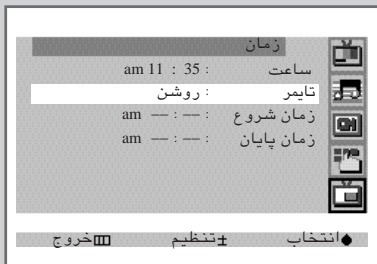 زمان
ساعت : am 11 : 35
تایمر : روشن
زمان شروع : am –– : ––
زمان پایان : am –– : ––
انتخاب ±تنظیم خروج